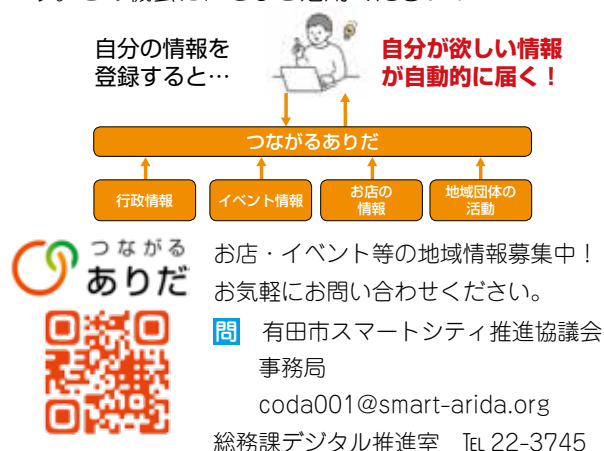 自分の情報を
登録すると…
自分が欲しい情報
が自動的に届く！
つながるありだ
行政情報
イベント情報
お店の
情報
地域団体の
活動
つながる
ありだ
お店・イベント等の地域情報募集中！
お気軽にお問い合わせください。
問 有田市スマートシティ推進協議会
事務局
coda001@smart-arida.org
総務課デジタル推進室 ℡ 22-3745